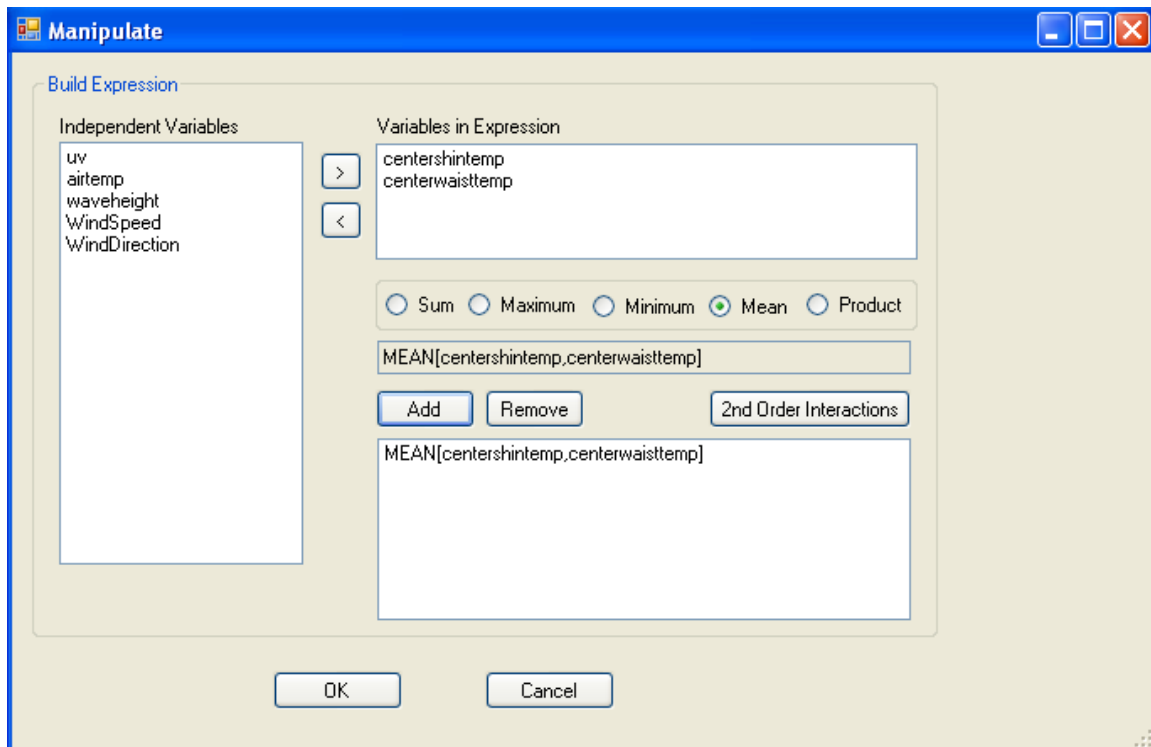 Manipulate
Build Expression
Independent Variables
uv
airtemp
waveheight
WindSpeed
WindDirection
>
<
Variables in Expression
centershintemp
centerwaisttemp
Sum Maximum Minimum Mean Product
MEAN[centershintemp,centerwaisttemp]
Add Remove 2nd Order Interactions
MEAN[centershintemp,centerwaisttemp]
OK Cancel